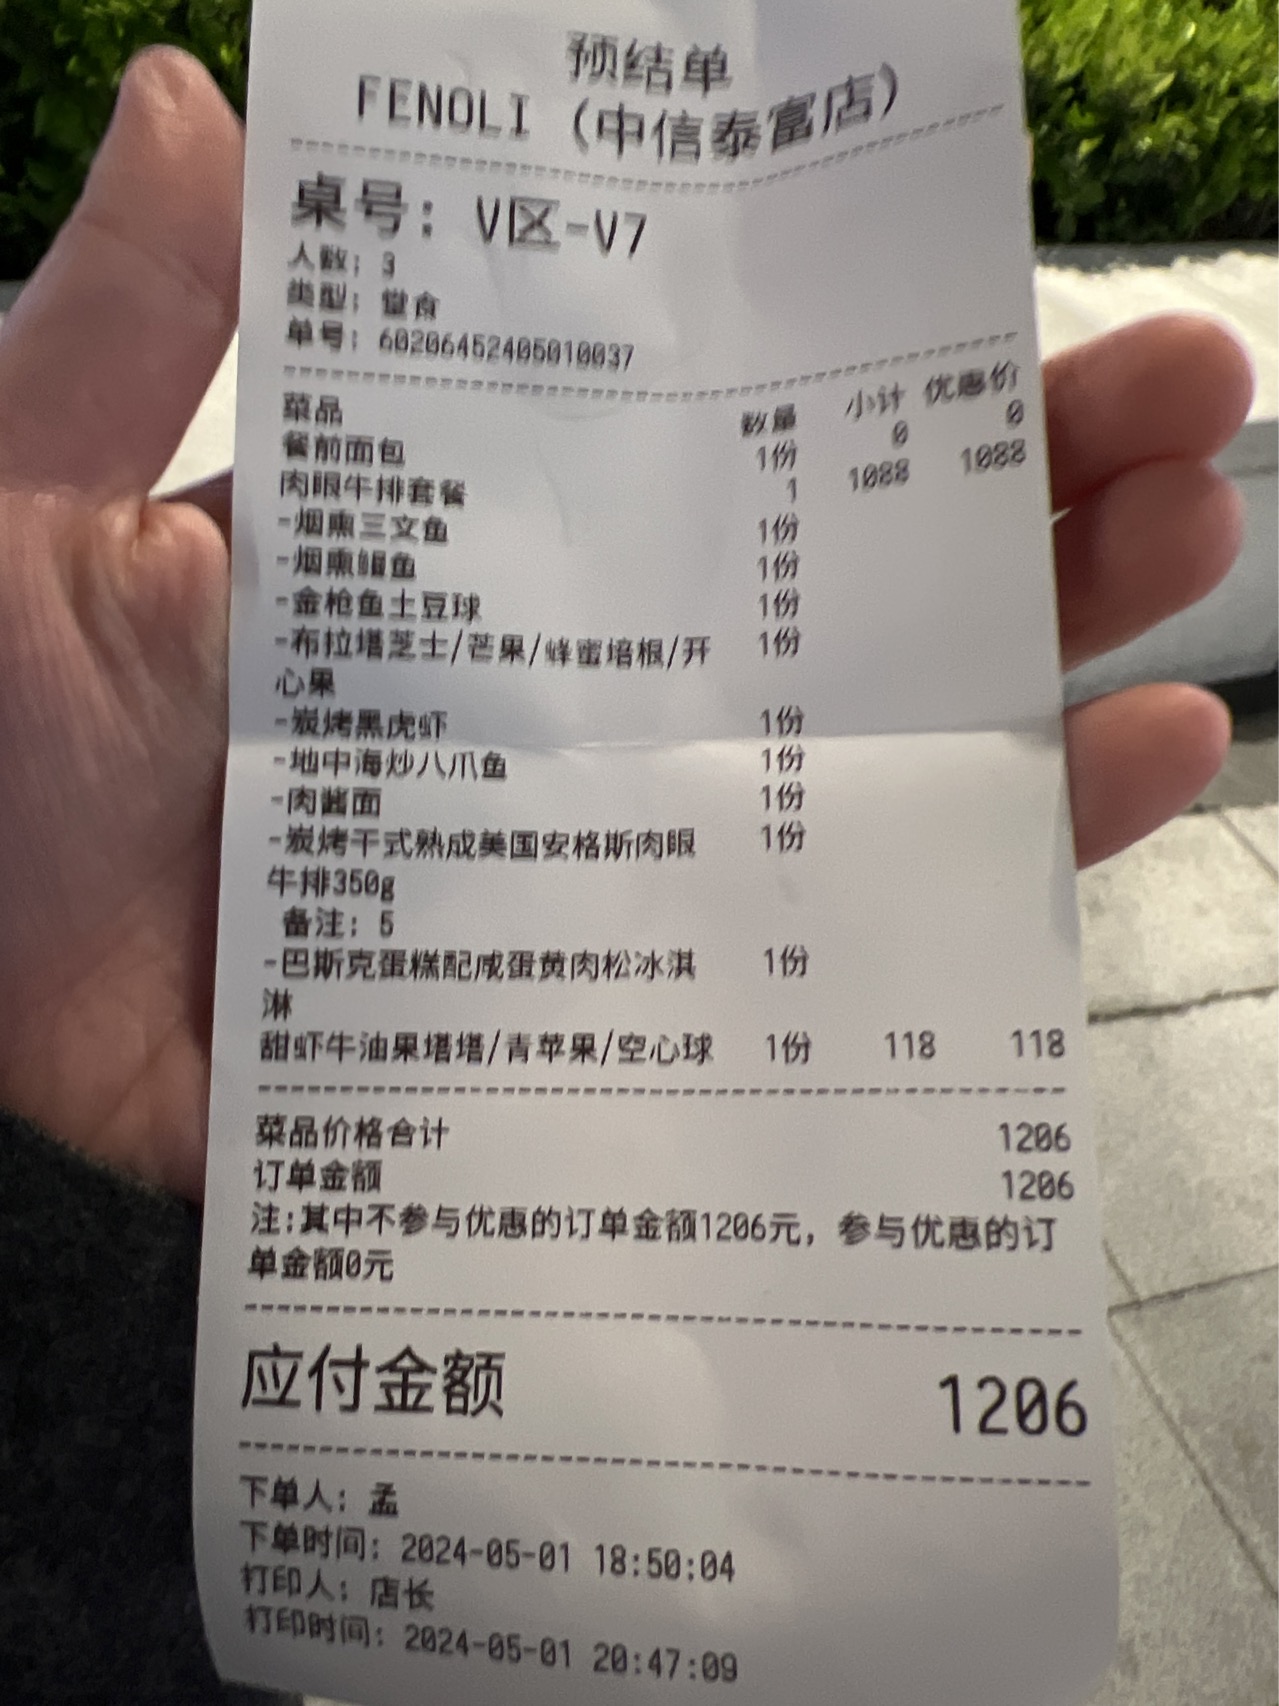 预结单
FENOLI（中信泰富店）
桌号：V区-V7
人数：3
类型：堂食
单号：60206452405010037
菜品 数量 小计 优惠价
餐前面包 1份 0 0
肉眼牛排套餐 1 1088 1088
-烟熏三文鱼 1份
-烟熏鳗鱼 1份
-金枪鱼土豆球 1份
-布拉塔芝士/芒果/蜂蜜培根/开 1份
心果
-炭烤黑虎虾 1份
-地中海炒八爪鱼 1份
-肉酱面 1份
-炭烤干式熟成美国安格斯肉眼 1份
牛排350g
备注：5
-巴斯克蛋糕配咸蛋黄肉松冰淇 1份
淋
甜虾牛油果塔塔/青苹果/空心球 1份 118 118
菜品价格合计 1206
订单金额 1206
注:其中不参与优惠的订单金额1206元，参与优惠的订
单金额0元
应付金额 1206
下单人：孟
下单时间：2024-05-01 18:50:04
打印人：店长
打印时间：2024-05-01 20:47:09